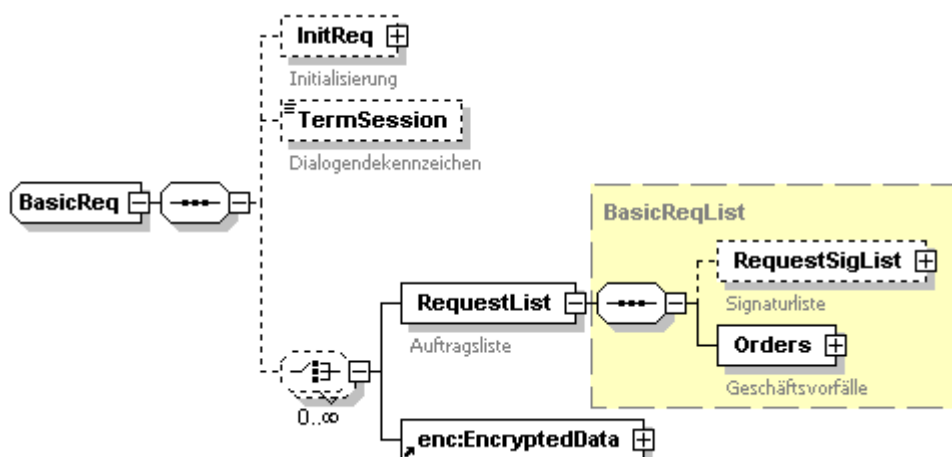 InitReq
Initialisierung
TermSession
Dialogendekennzeichen
BasicReq
BasicReqList
RequestSigList
Signaturliste
RequestList
Auftragsliste
Orders
Geschäftsvorfälle
0..∞
enc:EncryptedData